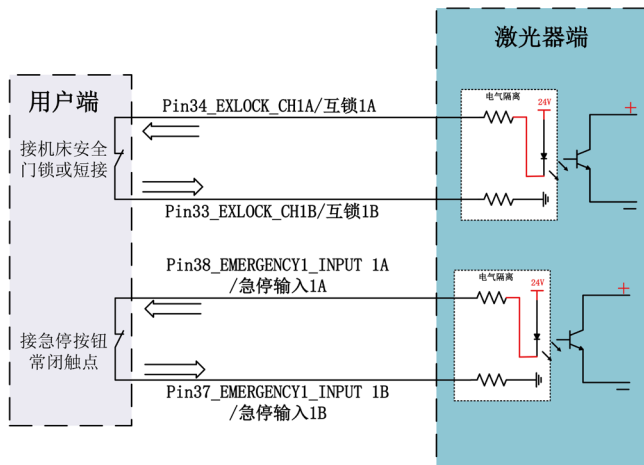 激光器端
用户端
Pin34_EXLOCK_CH1A/互锁1A
电气隔离
24V
接机床安全
门锁或短接
Pin33_EXLOCK_CH1B/互锁1B
Pin38_EMERGENCY1_INPUT 1A
/急停输入1A
电气隔离
24V
接急停按钮
常闭触点
Pin37_EMERGENCY1_INPUT 1B
/急停输入1B